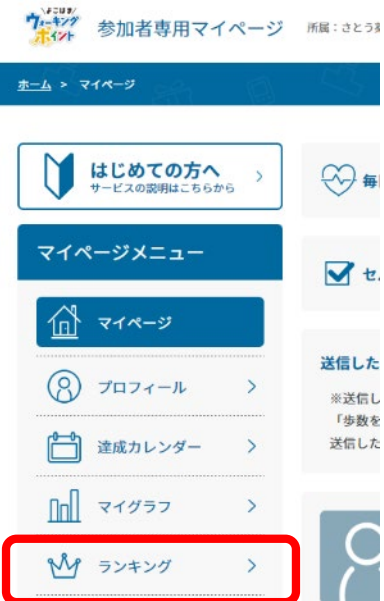 よこはま
ウォーキング
ポイント
参加者専用マイページ
所属：さとう
ホーム > マイページ
はじめての方へ
サービスの説明はこちらから
毎
マイページメニュー
セ
マイページ
送信した
プロフィール
※送信し
「歩数を
達成カレンダー
送信した
マイグラフ
ランキング